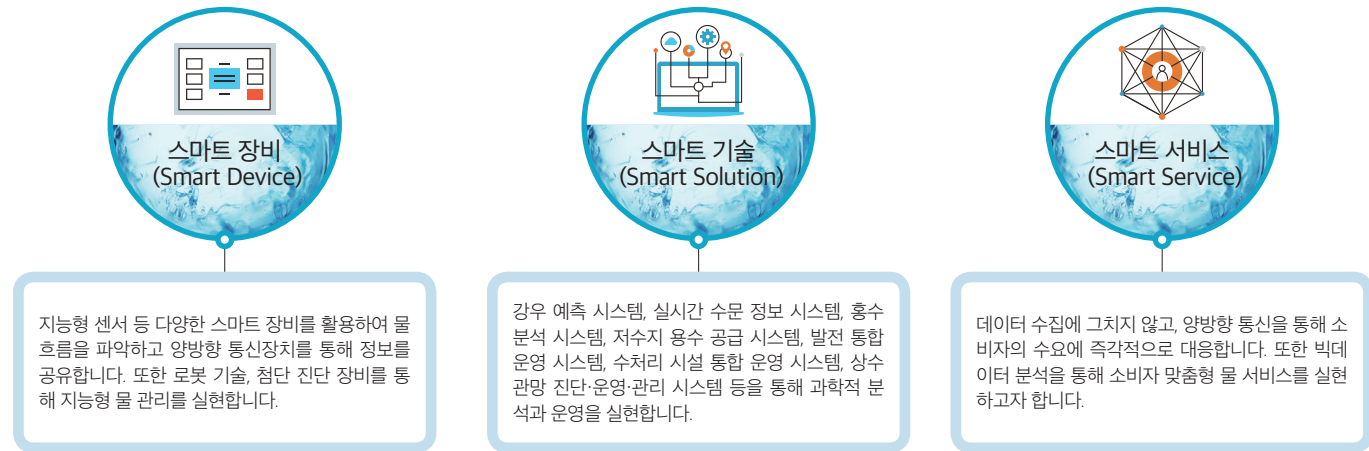 스마트 장비
(Smart Device)
지능형 센서 등 다양한 스마트 장비를 활용하여 물
흐름을 파악하고 양방향 통신장치를 통해 정보를
공유합니다. 또한 로봇 기술, 첨단 진단 장비를 통
해 지능형 물 관리를 실현합니다.
스마트 기술
(Smart Solution)
강우 예측 시스템, 실시간 수문 정보 시스템, 홍수
분석 시스템, 저수지 용수 공급 시스템, 발전 통합
운영 시스템, 수처리 시설 통합 운영 시스템, 상수
관망 진단·운영·관리 시스템 등을 통해 과학적 분
석과 운영을 실현합니다.
스마트 서비스
(Smart Service)
데이터 수집에 그치지 않고, 양방향 통신을 통해 소
비자의 수요에 즉각적으로 대응합니다. 또한 빅데
이터 분석을 통해 소비자 맞춤형 물 서비스를 실현
하고자 합니다.